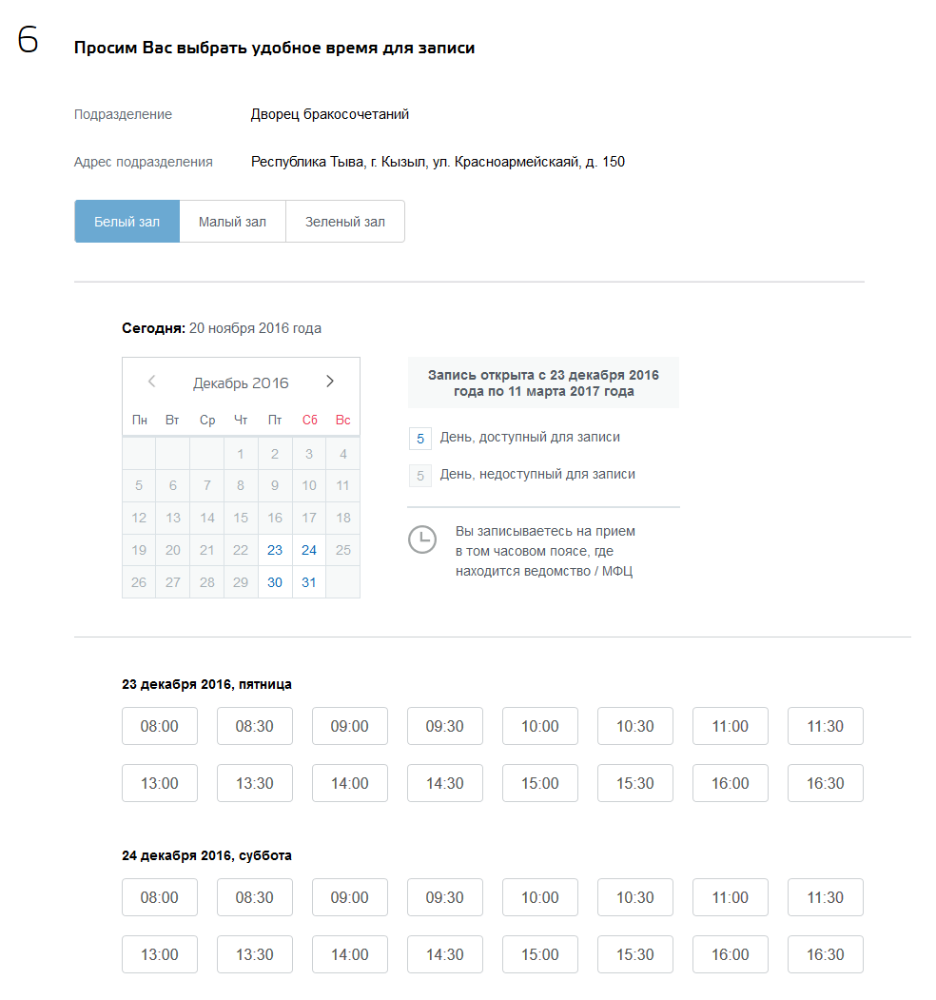 6
Просим Вас выбрать удобное время для записи
Подразделение Дворец бракосочетаний
Адрес подразделения Республика Тыва, г. Кызыл, ул. Красноармейскаяй, д. 150
Белый зал Малый зал Зеленый зал
Сегодня: 20 ноября 2016 года
Декабрь 2016
Пн Вт Ср Чт Пт Сб Вс
1 2 3 4
5 6 7 8 9 10 11
12 13 14 15 16 17 18
19 20 21 22 23 24 25
26 27 28 29 30 31
Запись открыта с 23 декабря 2016
года по 11 марта 2017 года
5 День, доступный для записи
5 День, недоступный для записи
Вы записываетесь на прием
в том часовом поясе, где
находится ведомство / МФЦ
23 декабря 2016, пятница
08:00 08:30 09:00 09:30 10:00 10:30 11:00 11:30
13:00 13:30 14:00 14:30 15:00 15:30 16:00 16:30
24 декабря 2016, суббота
08:00 08:30 09:00 09:30 10:00 10:30 11:00 11:30
13:00 13:30 14:00 14:30 15:00 15:30 16:00 16:30